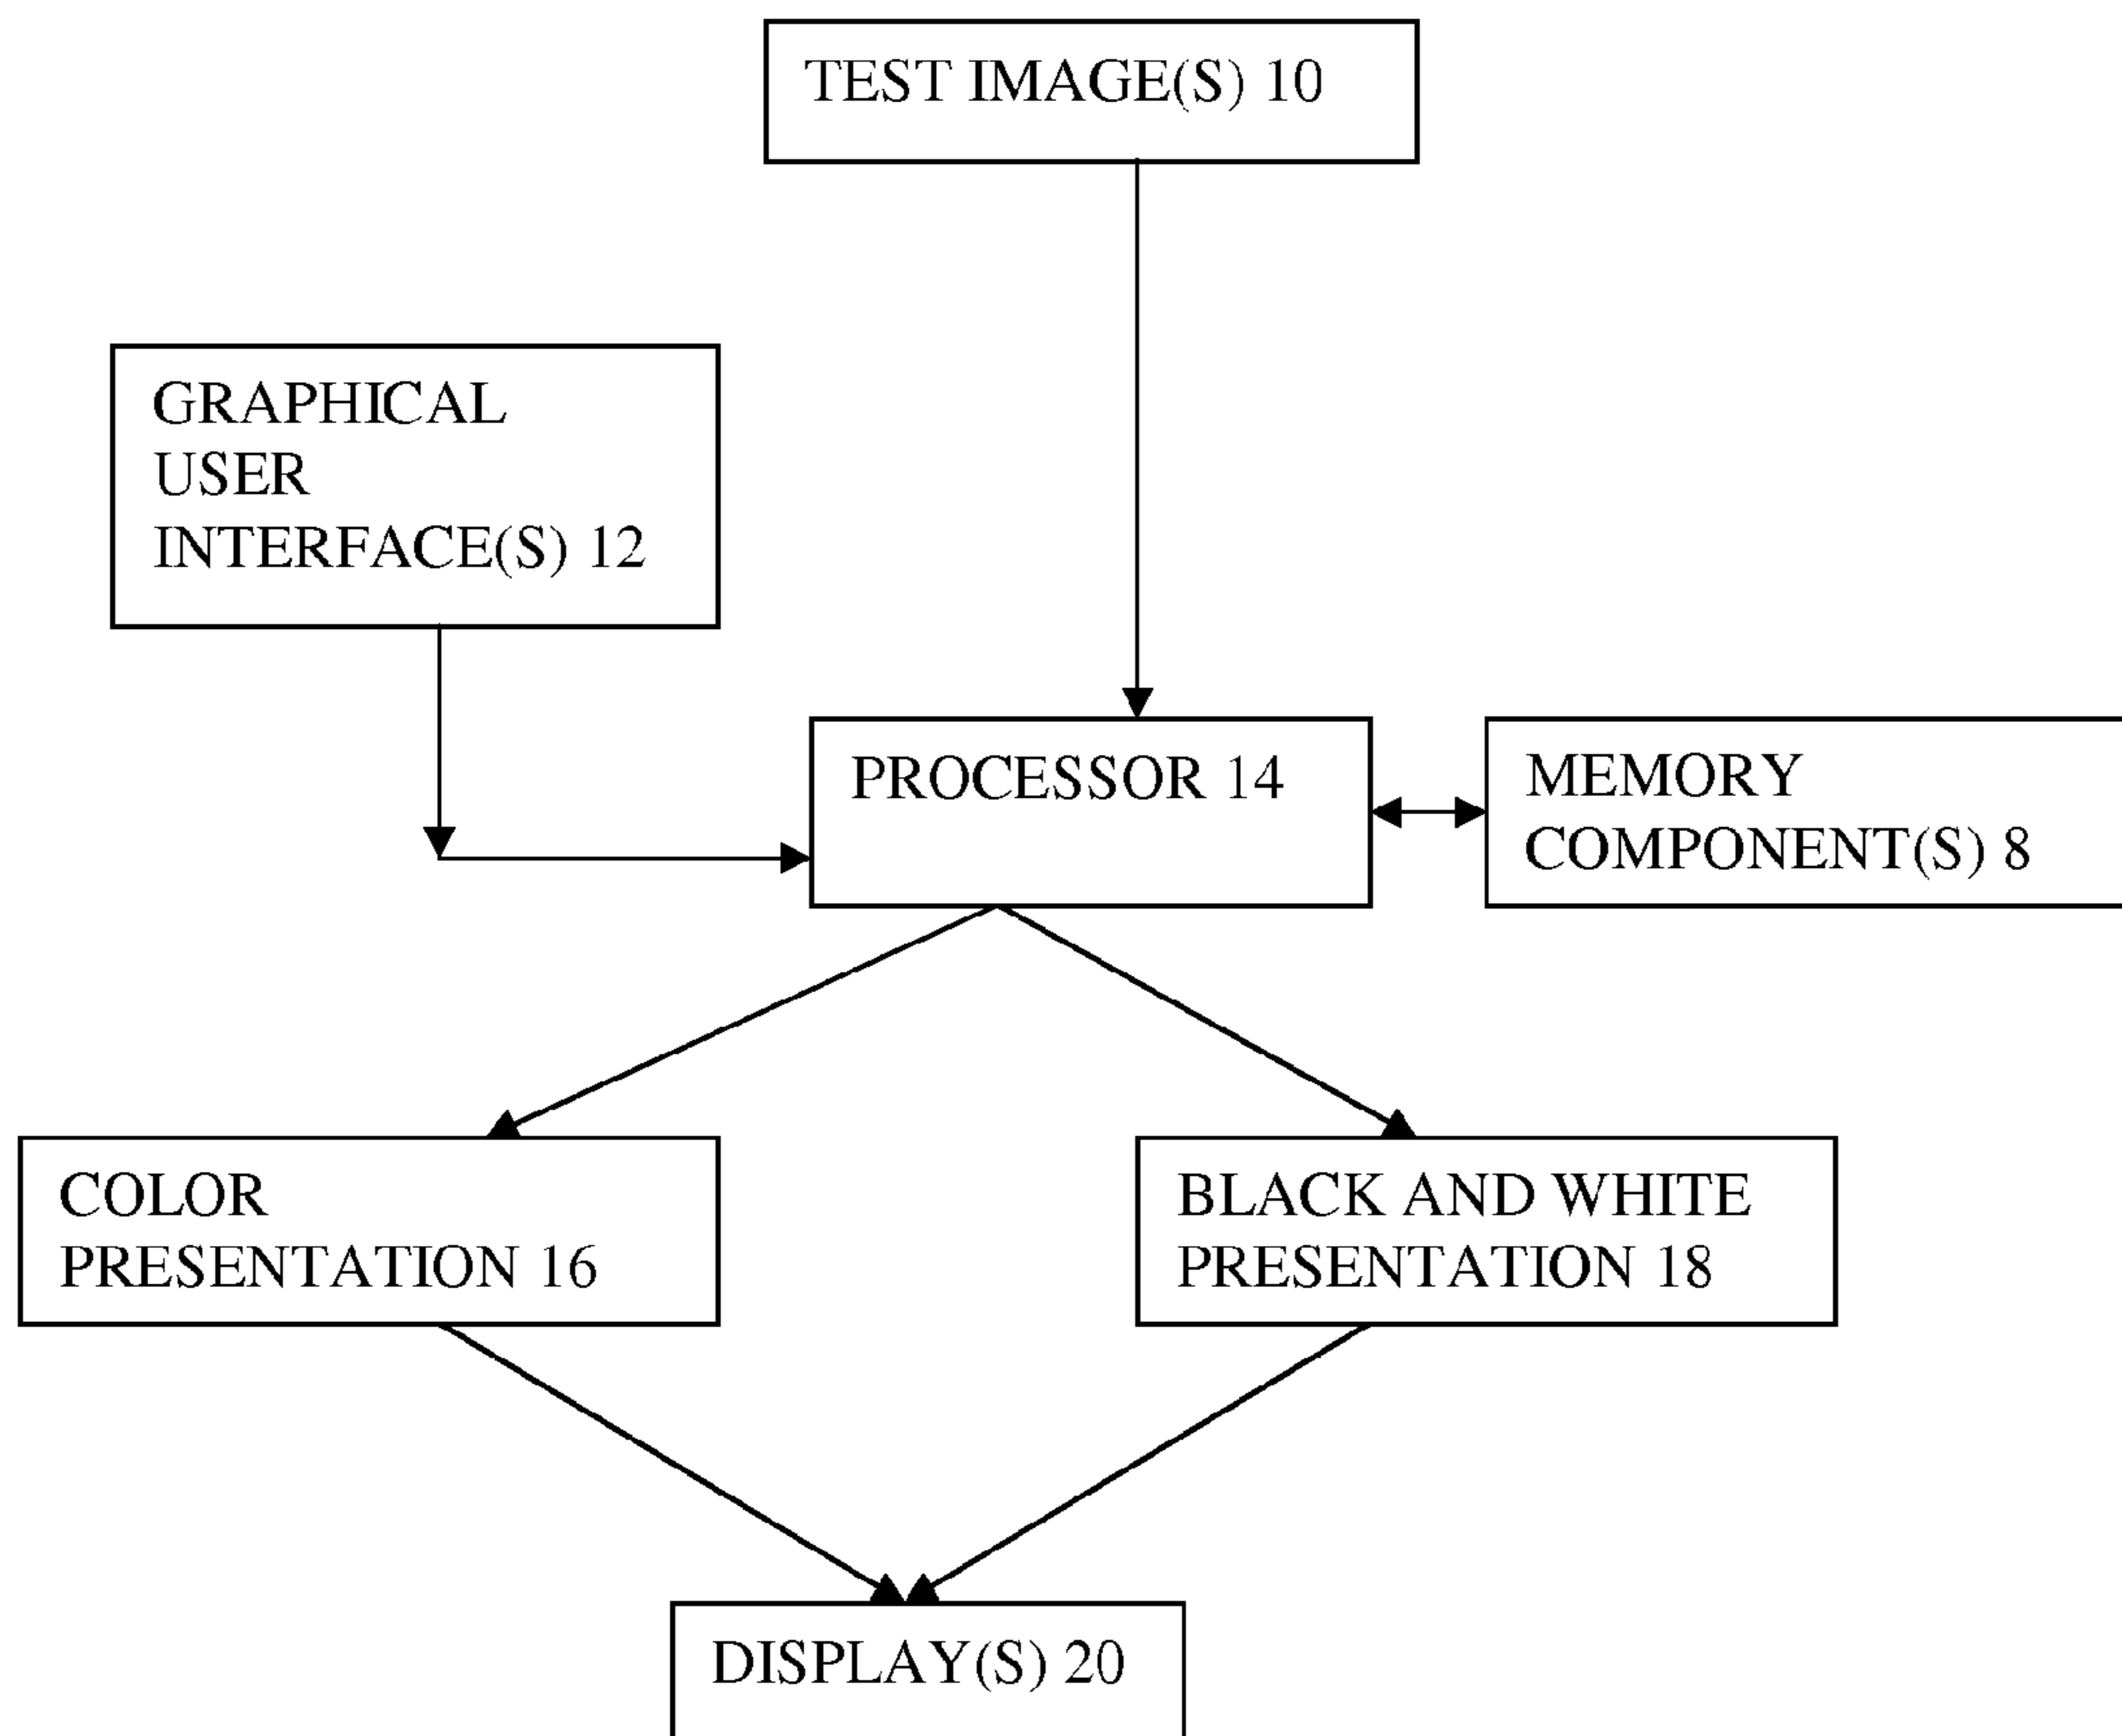 TEST IMAGE(S) 10
GRAPHICAL
USER
INTERFACE(S) 12
PROCESSOR 14
MEMORY
COMPONENT(S) 8
COLOR
PRESENTATION 16
BLACK AND WHITE
PRESENTATION 18
DISPLAY(S) 20